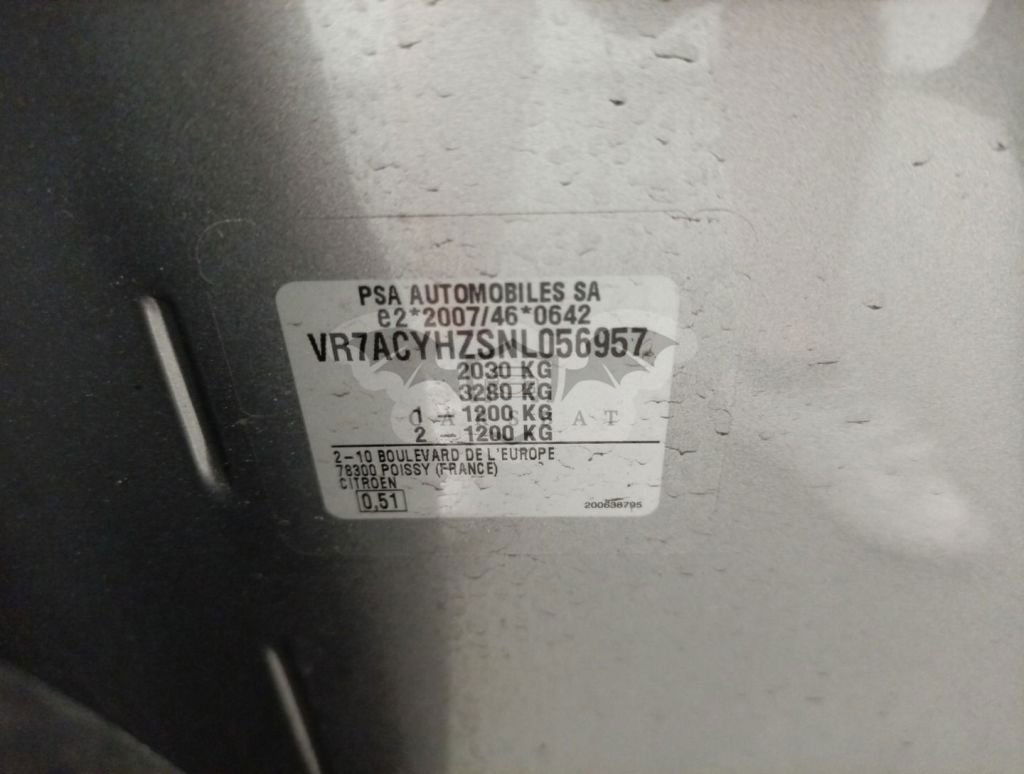 PSA AUTOMOBILES SA
e2*2007/46*0642
VR7ACYHZSNL056957
2030 KG
3280 KG
1 – 1200 KG
2 – 1200 KG
2–10 BOULEVARD DE L'EUROPE
78300 POISSY (FRANCE)
CITROEN
0,51
200638795